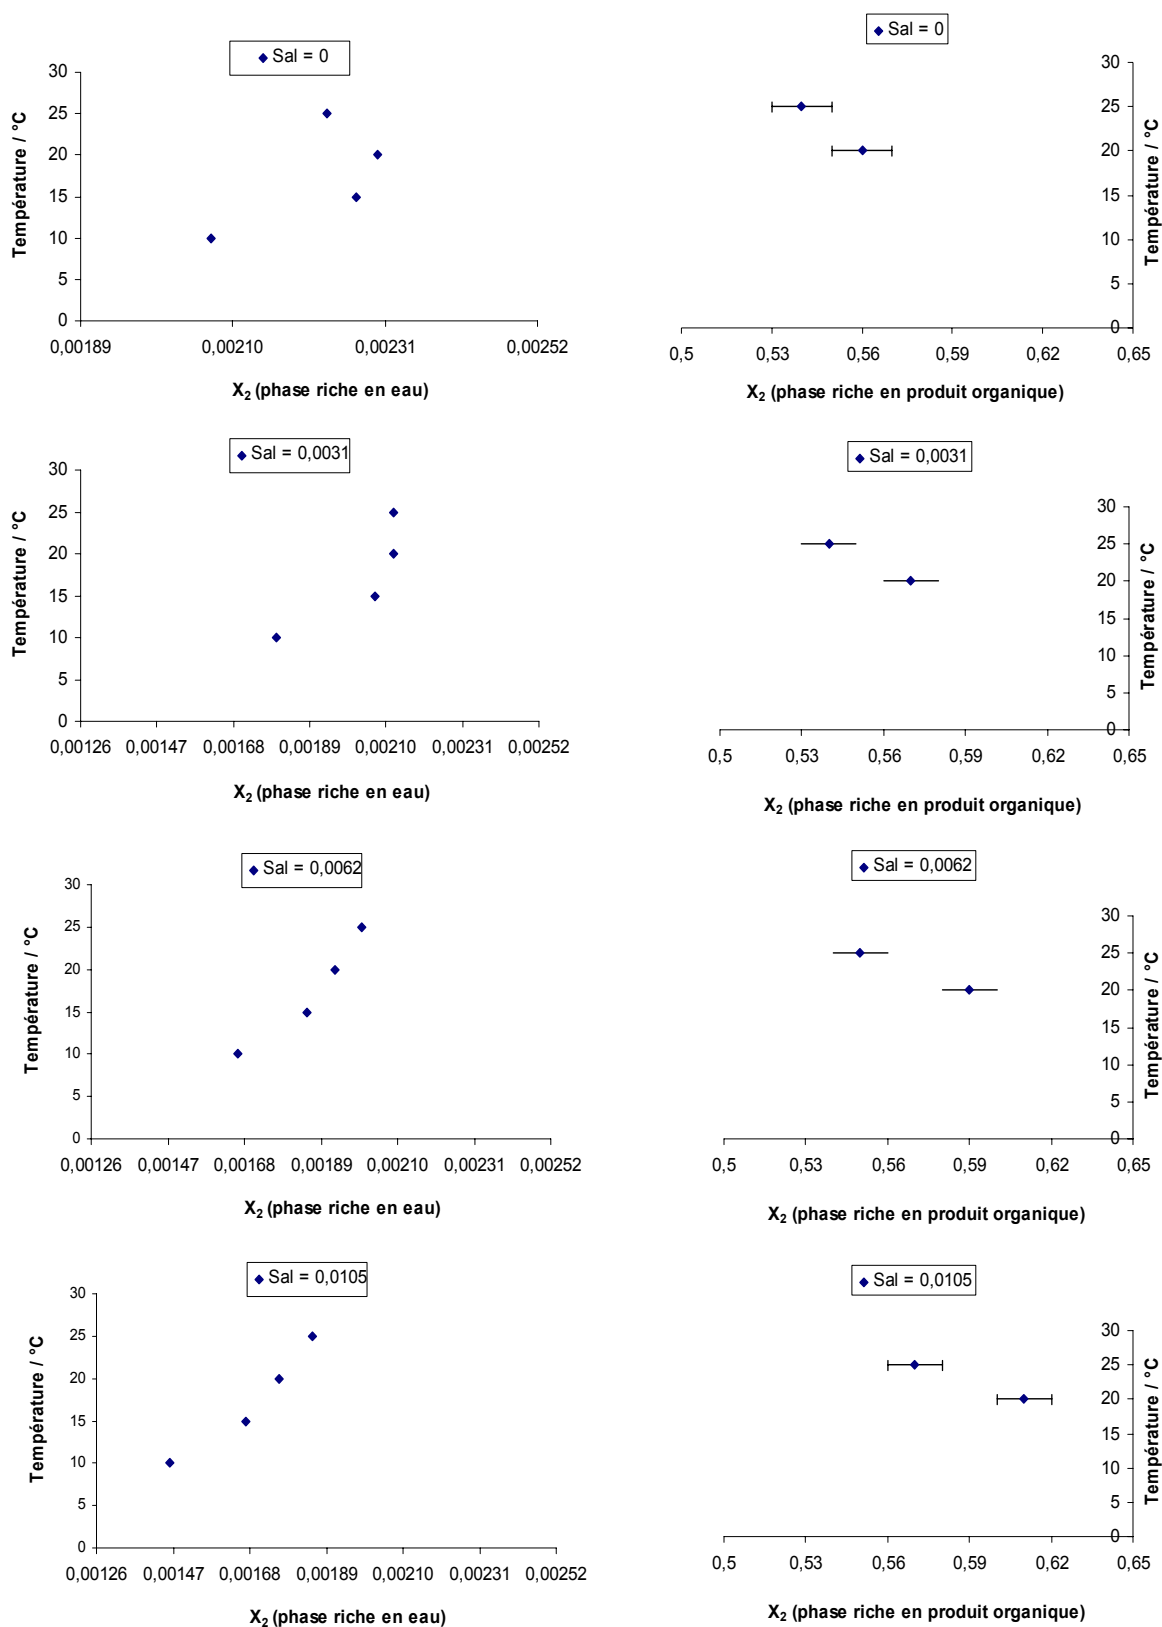 Sal = 0
Température / °C
30
25
20
15
10
5
0
0,00189 0,00210 0,00231 0,00252
X2 (phase riche en eau)
Sal = 0
30
25
20
15
10
5
0
Température / °C
0,5 0,53 0,56 0,59 0,62 0,65
X2 (phase riche en produit organique)
Sal = 0,0031
Température / °C
30
25
20
15
10
5
0
0,00126 0,00147 0,00168 0,00189 0,00210 0,00231 0,00252
X2 (phase riche en eau)
Sal = 0,0031
30
25
20
15
10
5
0
Température / °C
0,5 0,53 0,56 0,59 0,62 0,65
X2 (phase riche en produit organique)
Sal = 0,0062
Température / °C
30
25
20
15
10
5
0
0,00126 0,00147 0,00168 0,00189 0,00210 0,00231 0,00252
X2 (phase riche en eau)
Sal = 0,0062
30
25
20
15
10
5
0
Température / °C
0,5 0,53 0,56 0,59 0,62 0,65
X2 (phase riche en produit organique)
Sal = 0,0105
Température / °C
30
25
20
15
10
5
0
0,00126 0,00147 0,00168 0,00189 0,00210 0,00231 0,00252
X2 (phase riche en eau)
Sal = 0,0105
30
25
20
15
10
5
0
Température / °C
0,5 0,53 0,56 0,59 0,62 0,65
X2 (phase riche en produit organique)